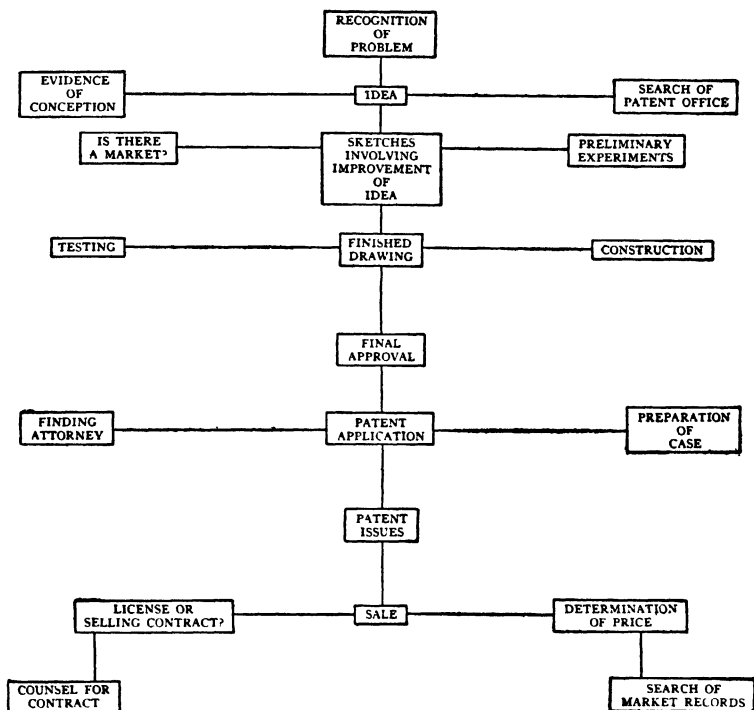 RECOGNITION
OF
PROBLEM
EVIDENCE
OF
CONCEPTION
IDEA
SEARCH OF
PATENT OFFICE
IS THERE
A MARKET?
SKETCHES
INVOLVING
IMPROVEMENT
OF
IDEA
PRELIMINARY
EXPERIMENTS
TESTING
FINISHED
DRAWING
CONSTRUCTION
FINAL
APPROVAL
FINDING
ATTORNEY
PATENT
APPLICATION
PREPARATION
OF
CASE
PATENT
ISSUES
LICENSE OR
SELLING CONTRACT?
SALE
DETERMINATION
OF PRICE
COUNSEL FOR
CONTRACT
SEARCH OF
MARKET RECORDS